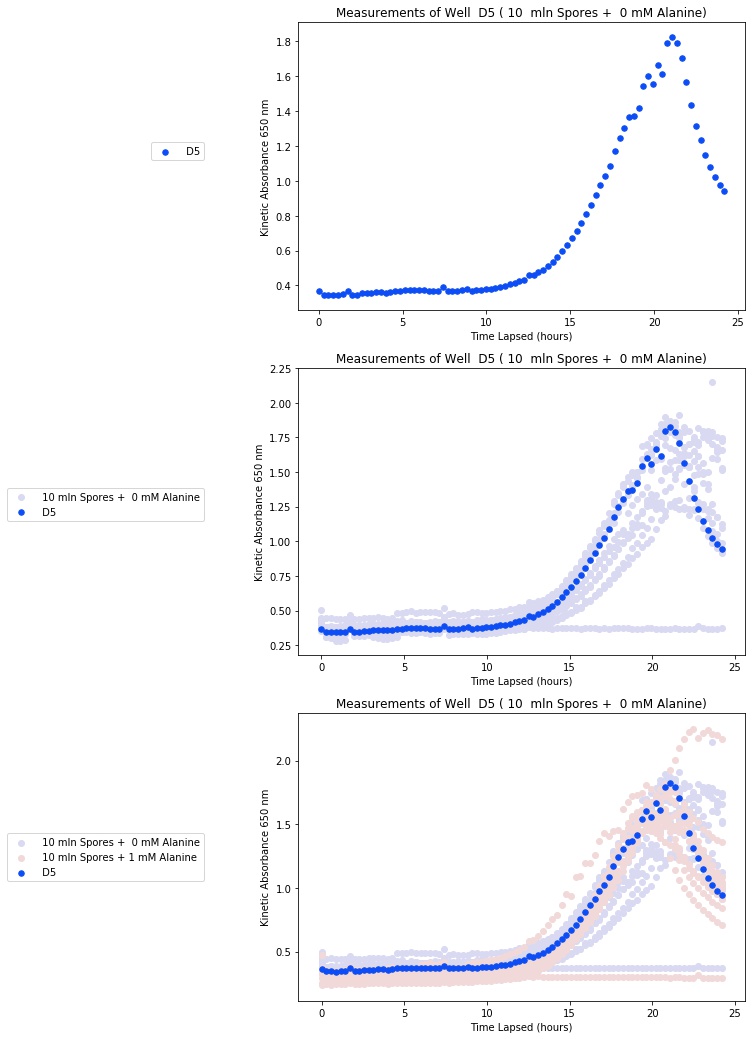 Measurements of Well  D5 ( 10  mln Spores +  0 mM Alanine)
1.8
1.6
1.4
1.2
1.0
0.8
0.6
0.4
Kinetic Absorbance 650 nm
D5
0
5
10
15
20
25
Time Lapsed (hours)
Measurements of Well  D5 ( 10  mln Spores +  0 mM Alanine)
2.25
2.00
1.75
1.50
1.25
1.00
0.75
0.50
0.25
Kinetic Absorbance 650 nm
10 mln Spores +  0 mM Alanine
D5
0
5
10
15
20
25
Time Lapsed (hours)
Measurements of Well  D5 ( 10  mln Spores +  0 mM Alanine)
2.0
1.5
1.0
0.5
Kinetic Absorbance 650 nm
10 mln Spores +  0 mM Alanine
10 mln Spores + 1 mM Alanine
D5
0
5
10
15
20
25
Time Lapsed (hours)